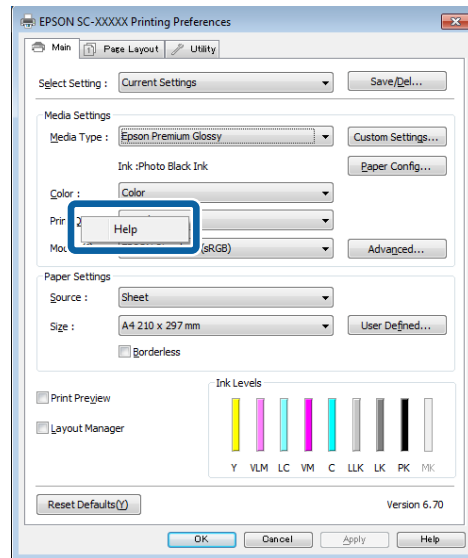 EPSON SC-XXXXX Printing Preferences
Main Page Layout Utility
Select Setting : Current Settings Save/Del...
Media Settings
Media Type : Epson Premium Glossy Custom Settings...
Ink :Photo Black Ink Paper Config...
Color : Color
Help
(sRGB) Advanced...
Paper Settings
Source : Sheet
Size : A4 210 x 297 mm User Defined...
Borderless
Ink Levels
Print Preview
Layout Manager
Y VLM LC VM C LLK LK PK MK
Reset Defaults(Y) Version 6.70
OK Cancel Apply Help